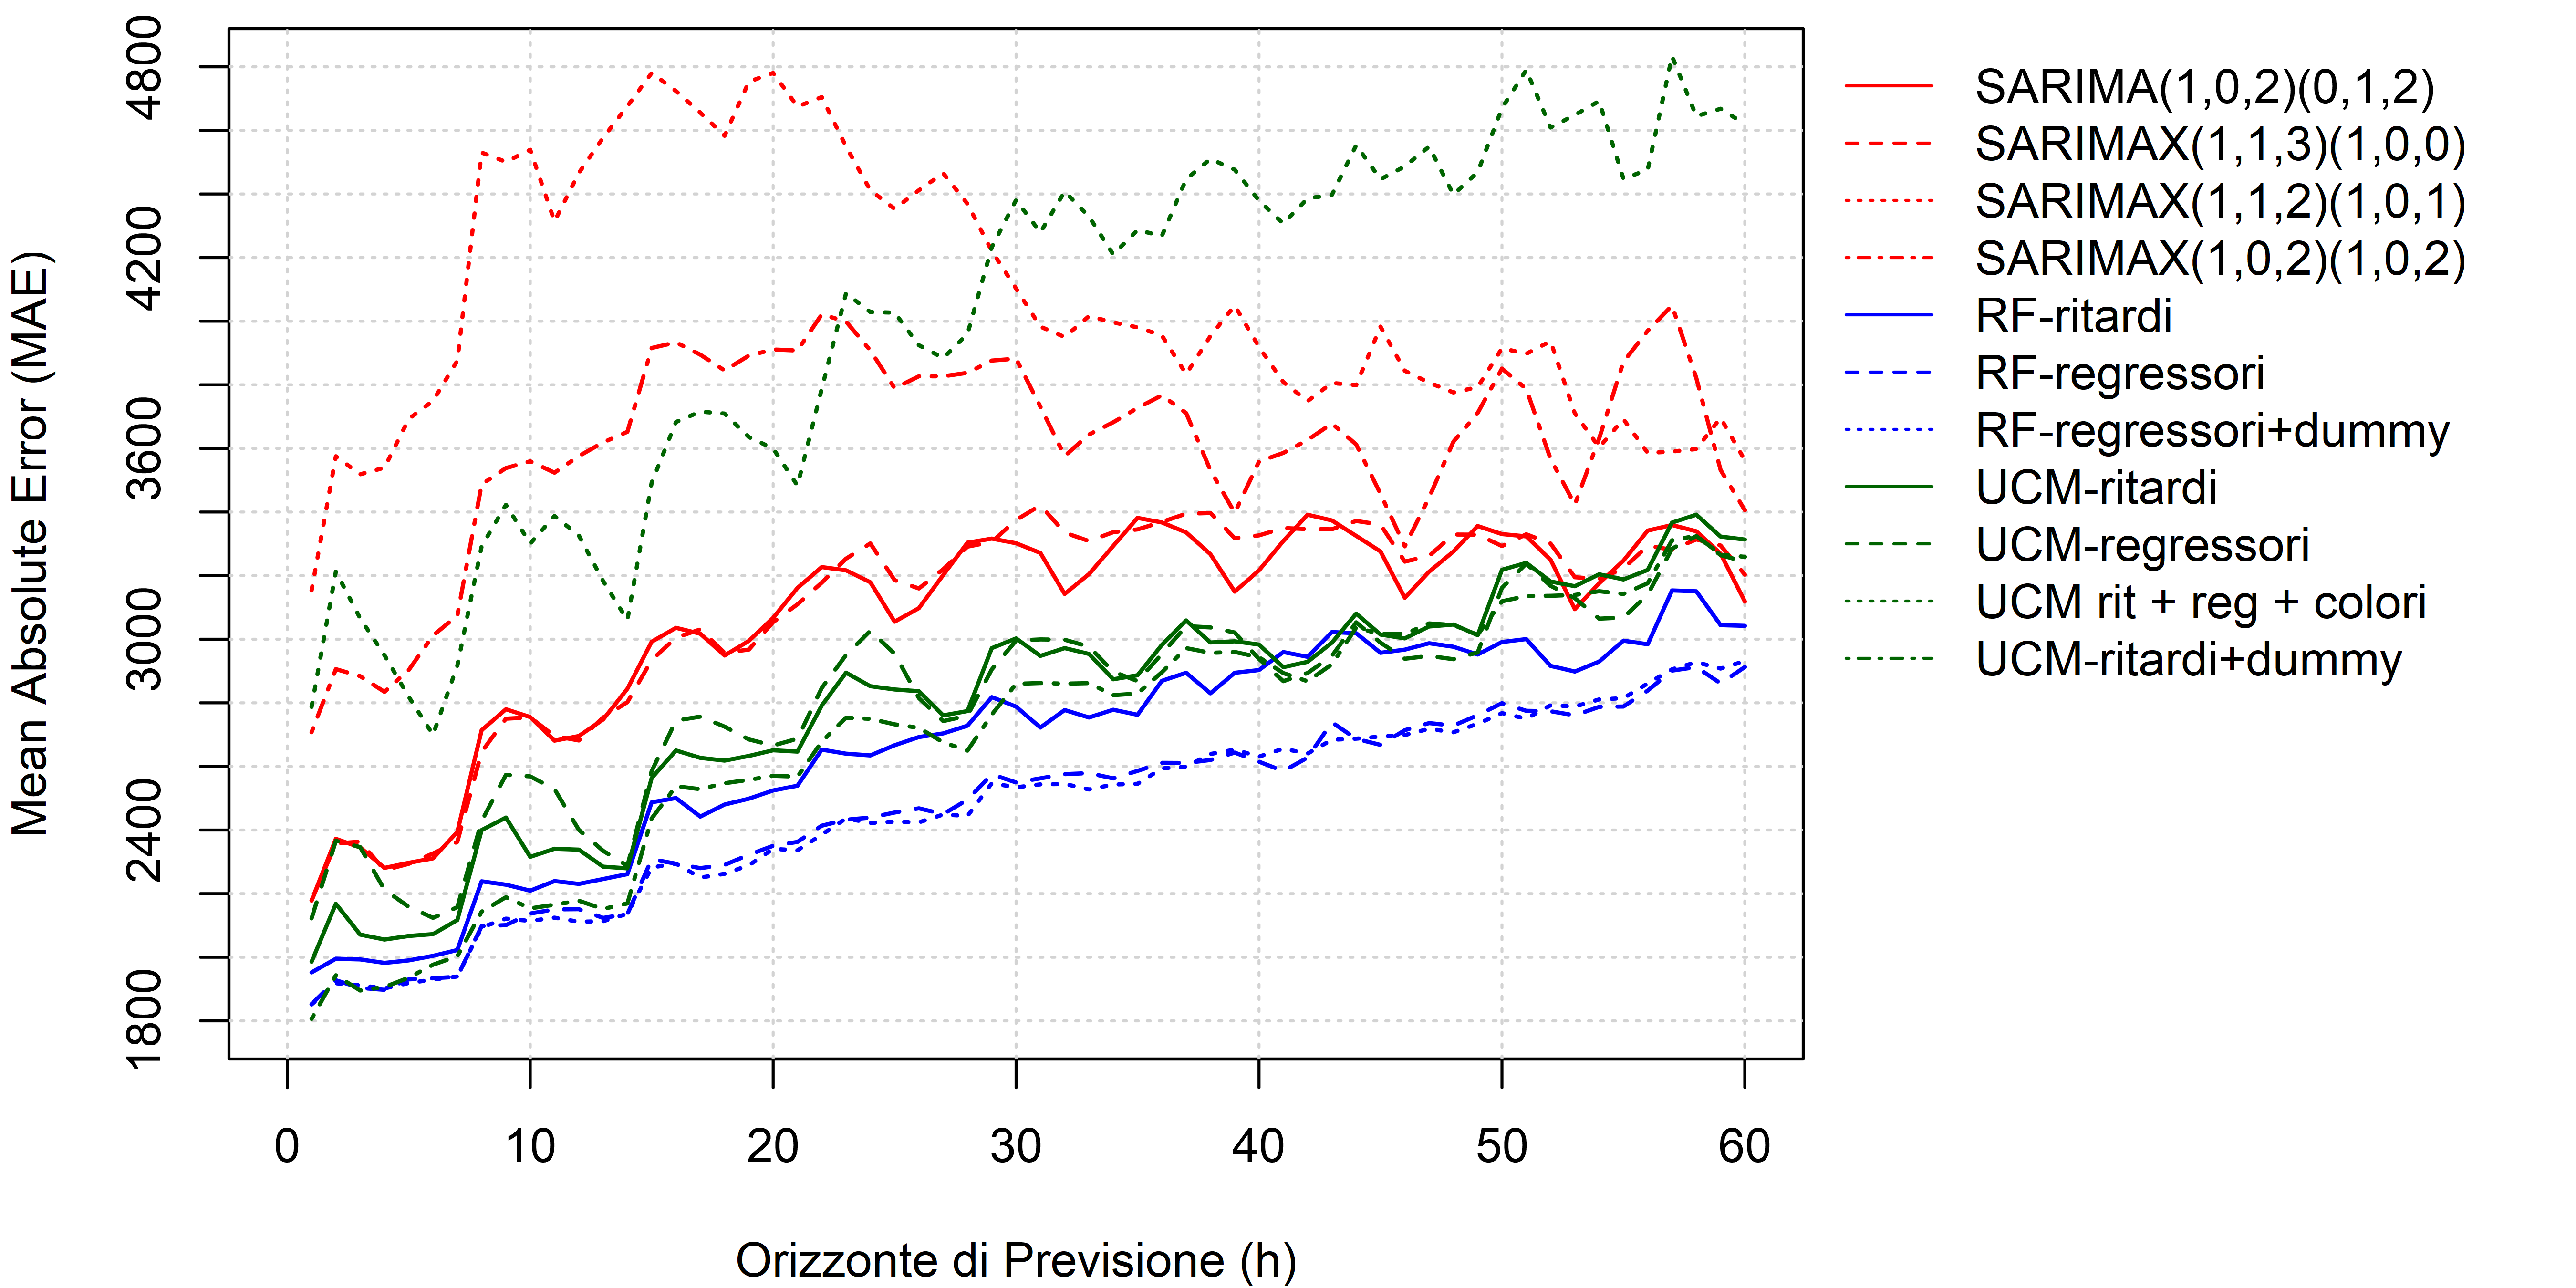 Mean Absolute Error (MAE)
4800
4200
3600
3000
2400
1800
0 10 20 30 40 50 60
Orizzonte di Previsione (h)
SARIMA(1,0,2)(0,1,2)
SARIMAX(1,1,3)(1,0,0)
SARIMAX(1,1,2)(1,0,1)
SARIMAX(1,0,2)(1,0,2)
RF-ritardi
RF-regressori
RF-regressori+dummy
UCM-ritardi
UCM-regressori
UCM rit + reg + colori
UCM-ritardi+dummy